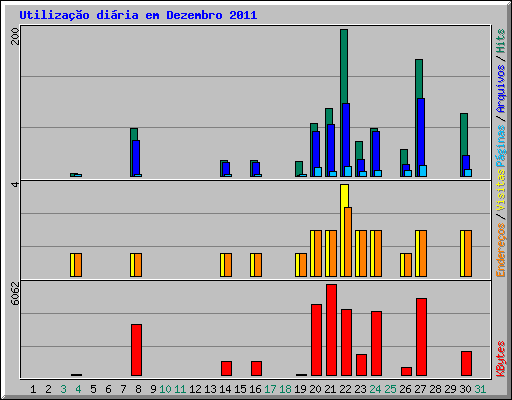 Utilização diária em Dezembro 2011
200
4
6062
Endereços / Visitas Páginas / Arquivos / Hits
KBytes
1 2 3 4 5 6 7 8 9 10 11 12 13 14 15 16 17 18 19 20 21 22 23 24 25 26 27 28 29 30 31